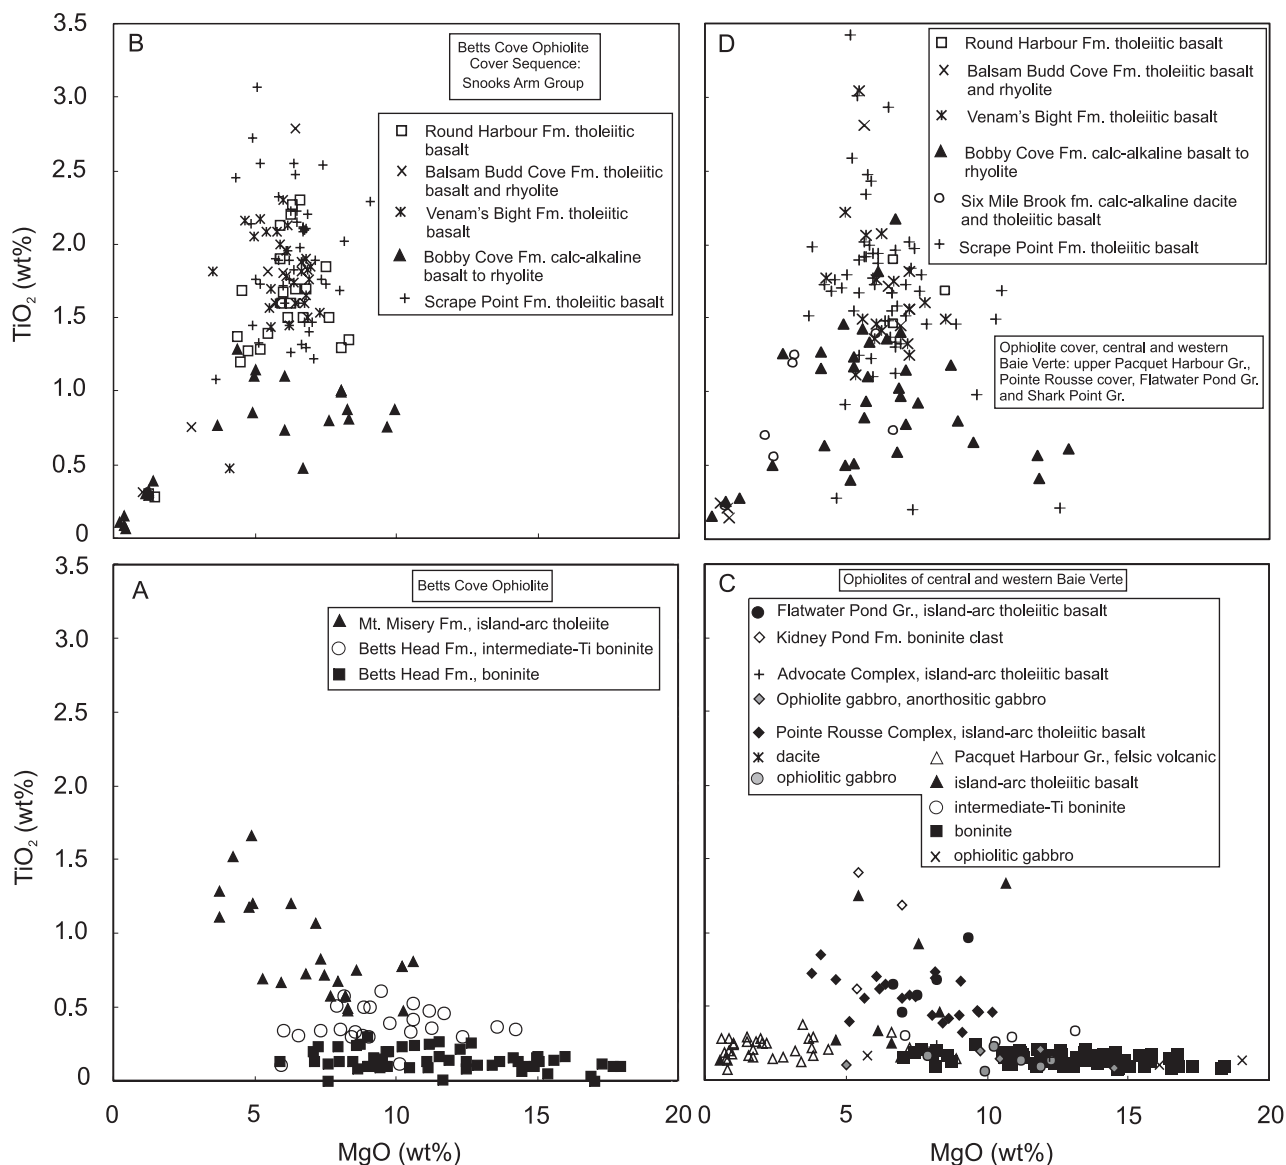 3.5
3.0
2.5
2.0
1.5
1.0
0.5
0
TiO2 (wt%)
B
Betts Cove Ophiolite
Cover Sequence:
Snooks Arm Group
Round Harbour Fm. tholeiitic
basalt
Balsam Budd Cove Fm. tholeiitic
basalt and rhyolite
Venam's Bight Fm. tholeiitic
basalt
Bobby Cove Fm. calc-alkaline
basalt to rhyolite
Scrape Point Fm. tholeiitic basalt
D
Round Harbour Fm. tholeiitic basalt
Balsam Budd Cove Fm. tholeiitic basalt
and rhyolite
Venam's Bight Fm. tholeiitic basalt
Bobby Cove Fm. calc-alkaline basalt to
rhyolite
Six Mile Brook fm. calc-alkaline dacite
and tholeiitic basalt
Scrape Point Fm. tholeiitic basalt
Ophiolite cover, central and western
Baie Verte: upper Pacquet Harbour Gr.,
Pointe Rousse cover, Flatwater Pond Gr.
and Shark Point Gr.
3.5
3.0
2.5
2.0
1.5
1.0
0.5
0
TiO2 (wt%)
A
Betts Cove Ophiolite
Mt. Misery Fm., island-arc tholeiite
Betts Head Fm., intermediate-Ti boninite
Betts Head Fm., boninite
0
5
10
15
20
MgO (wt%)
C
Ophiolites of central and western Baie Verte
Flatwater Pond Gr., island-arc tholeiitic basalt
Kidney Pond Fm. boninite clast
Advocate Complex, island-arc tholeiitic basalt
Ophiolite gabbro, anorthositic gabbro
Pointe Rousse Complex, island-arc tholeiitic basalt
dacite
ophiolitic gabbro
Pacquet Harbour Gr., felsic volcanic
island-arc tholeiitic basalt
intermediate-Ti boninite
boninite
ophiolitic gabbro
0
5
10
15
20
MgO (wt%)